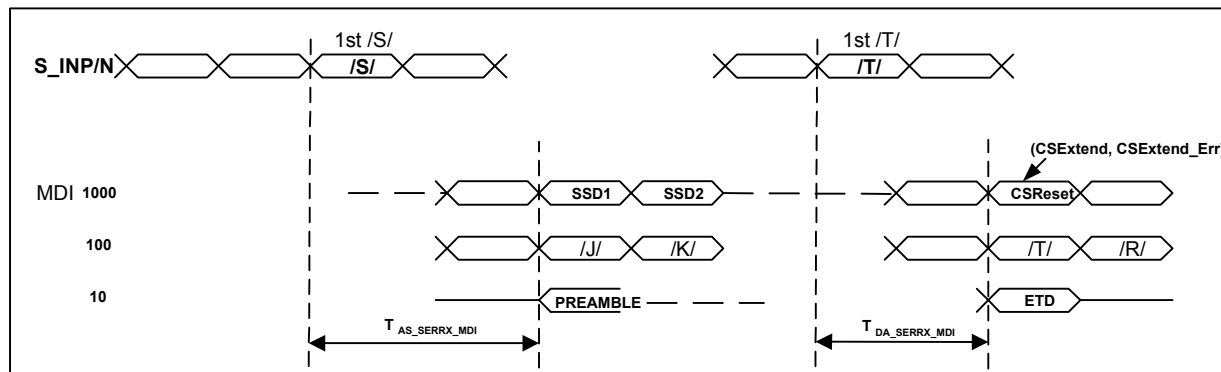 1st /S/ 1st /T/
S_INP/N /S/ /T/
(CSExtend, CSExtend_Err)
MDI 1000 SSD1 SSD2 CSReset
100 /J/ /K/ /T/ /R/
10 PREAMBLE ETD
T AS_SERRX_MDI T DA_SERRX_MDI